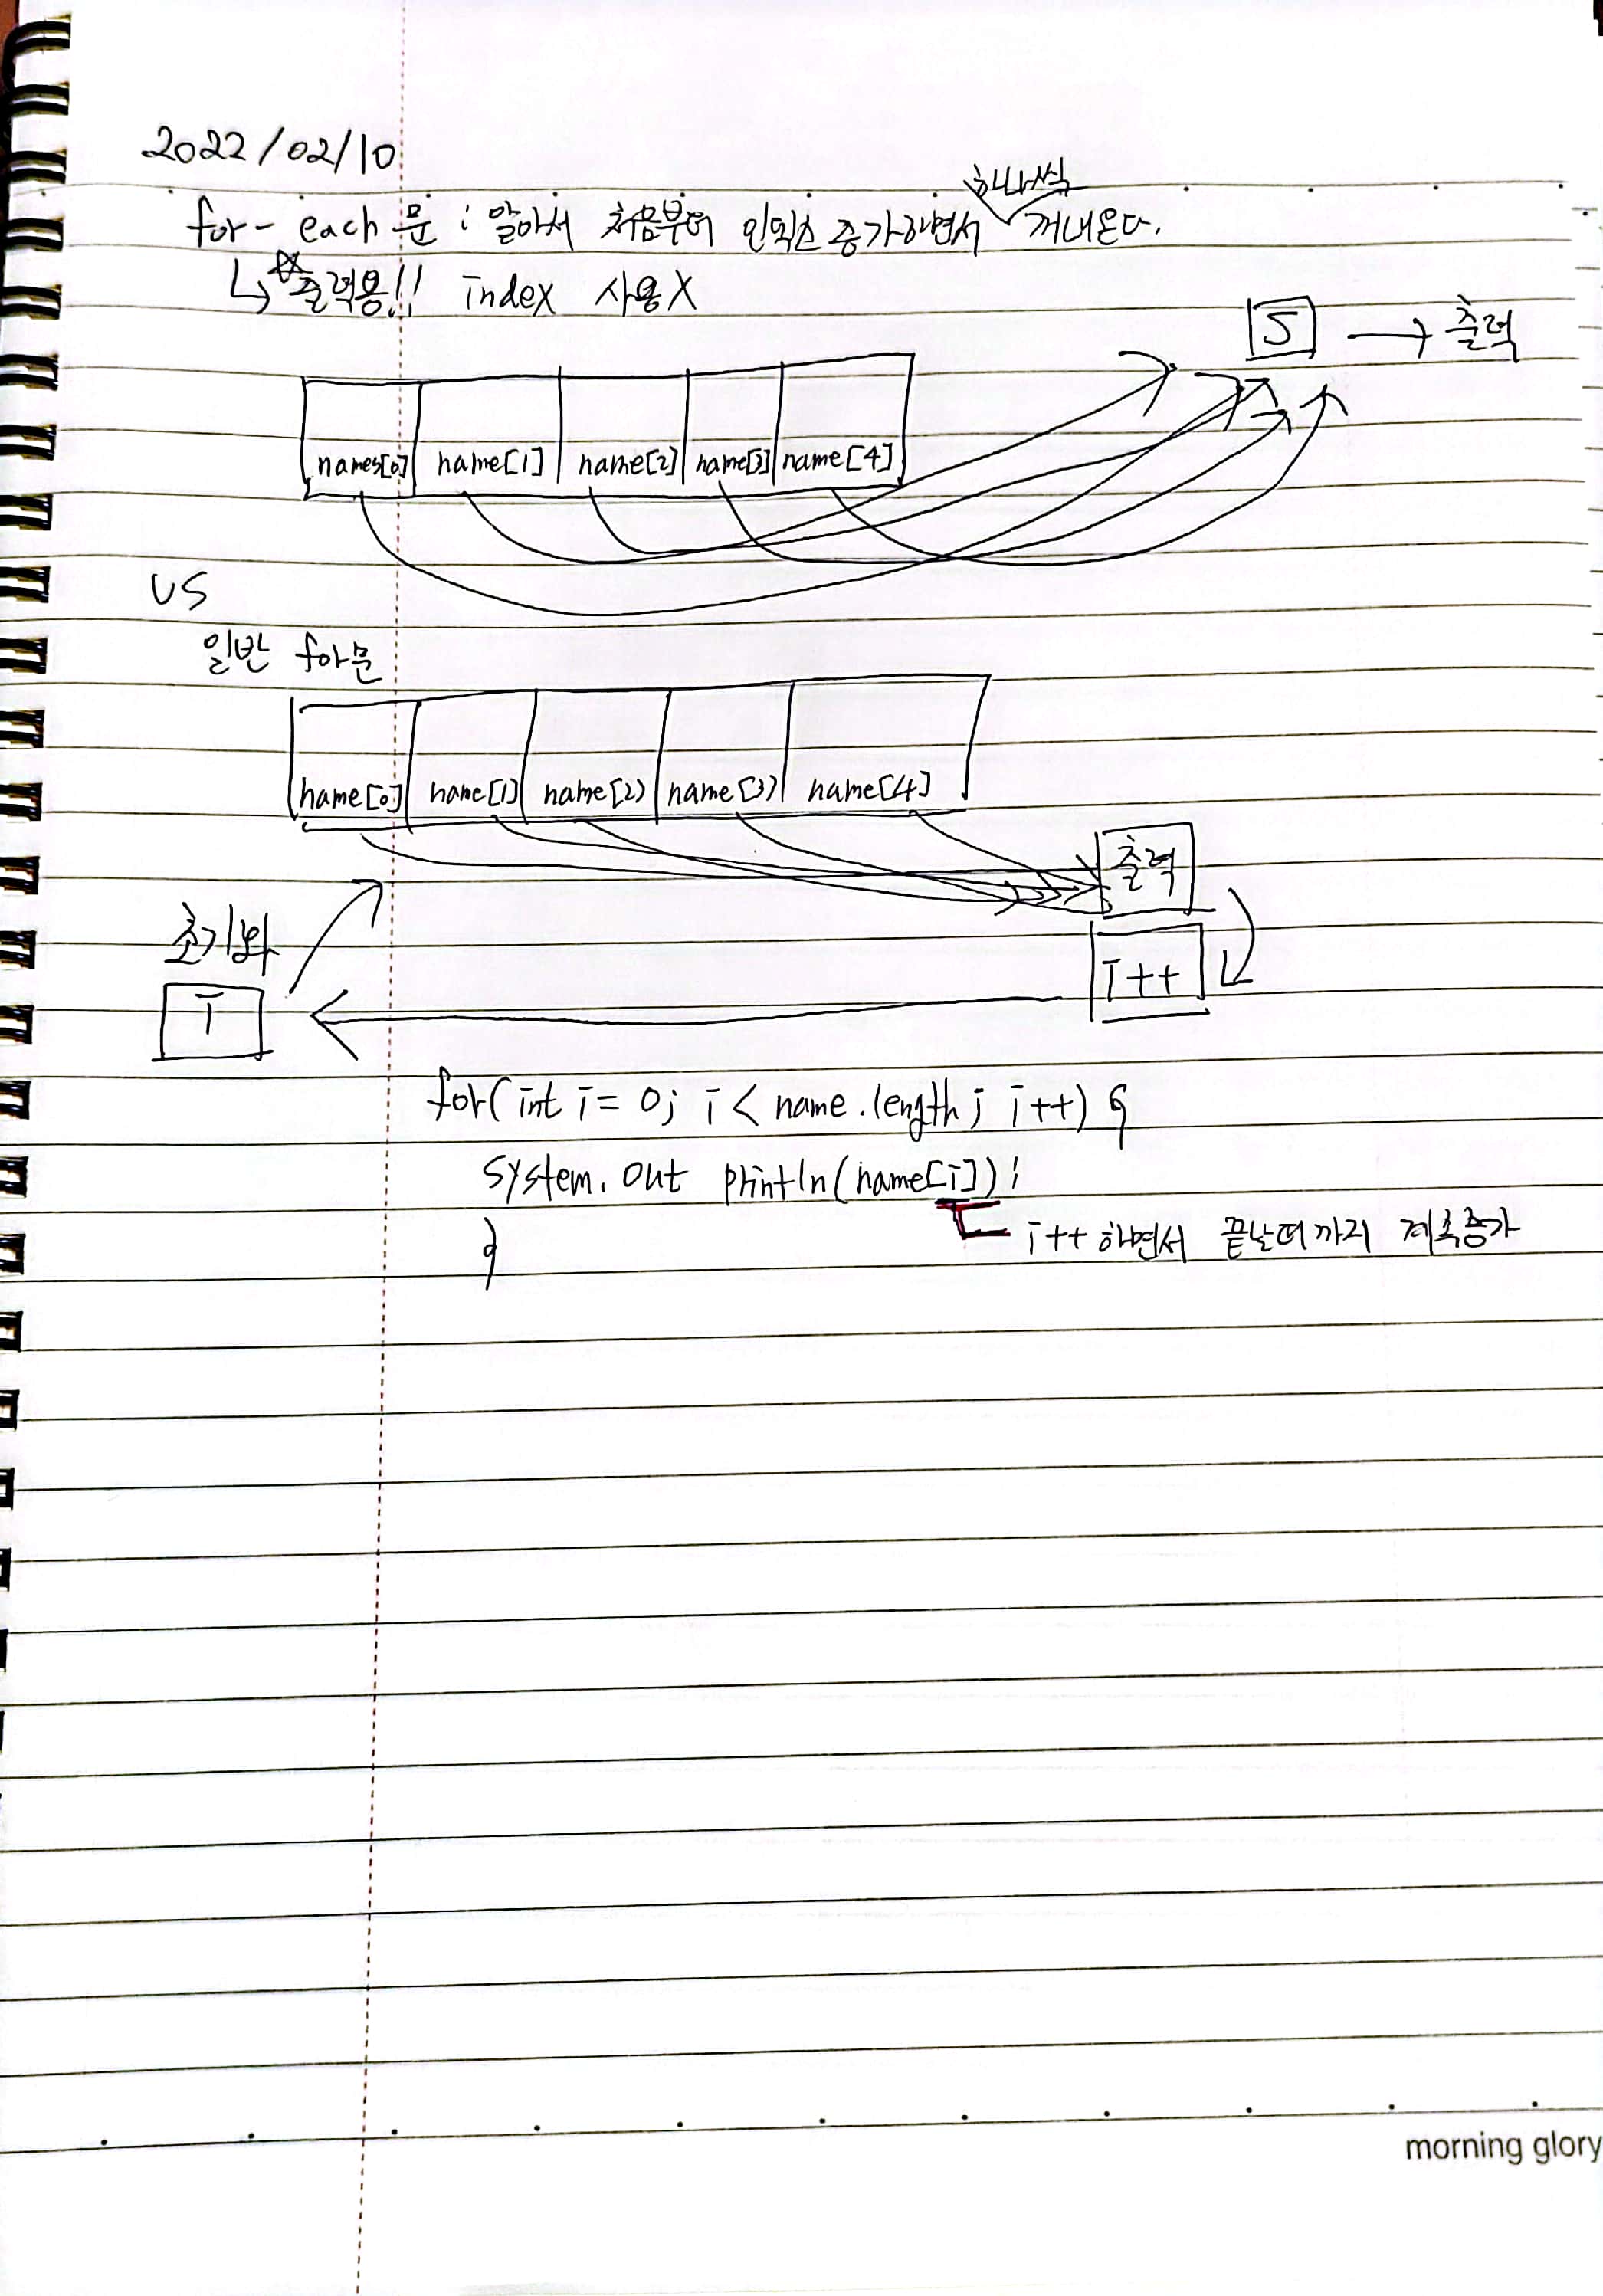 2022/02/10
하나씩
for-each문 : 알아서 처음부터 인덱스 증가하면서 꺼내온다.
↳ ☆출력용!! index 사용X
S → 출력
names[0] name[1] name[2] name[3] name[4]
VS
일반 for문
name[0] name[1] name[2) name[3) name[4]
출력
초기화
i++
i
for(int i = 0; i < name.length; i++) {
system.out println(name[i]);
i++ 하면서 끝날때까지 계속증가
}
morning glory